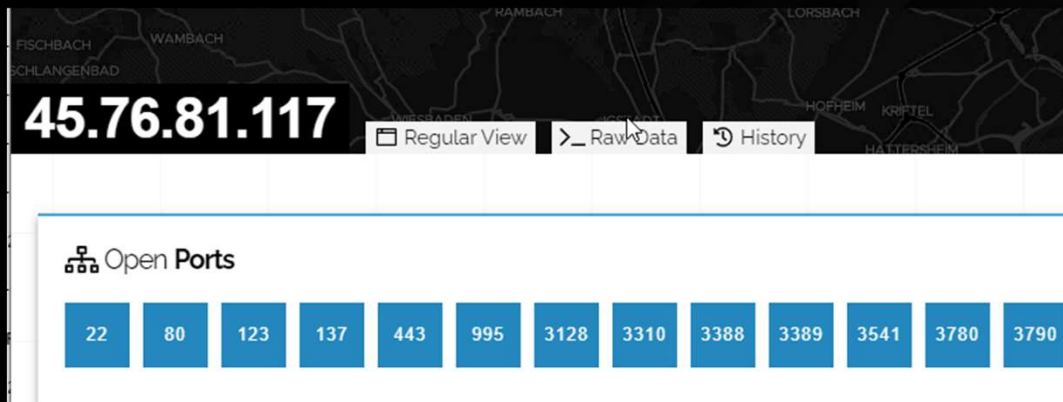 RAMBACH
LORSBACH
FISCHBACH
WAMBACH
SCHLANGENBAD
45.76.81.117
WIESBADEN
HOFHEIM
KRIFTEL
HATTERSHEIM
Regular View
>_ Raw Data
History
Open Ports
22 80 123 137 443 995 3128 3310 3388 3389 3541 3780 3790